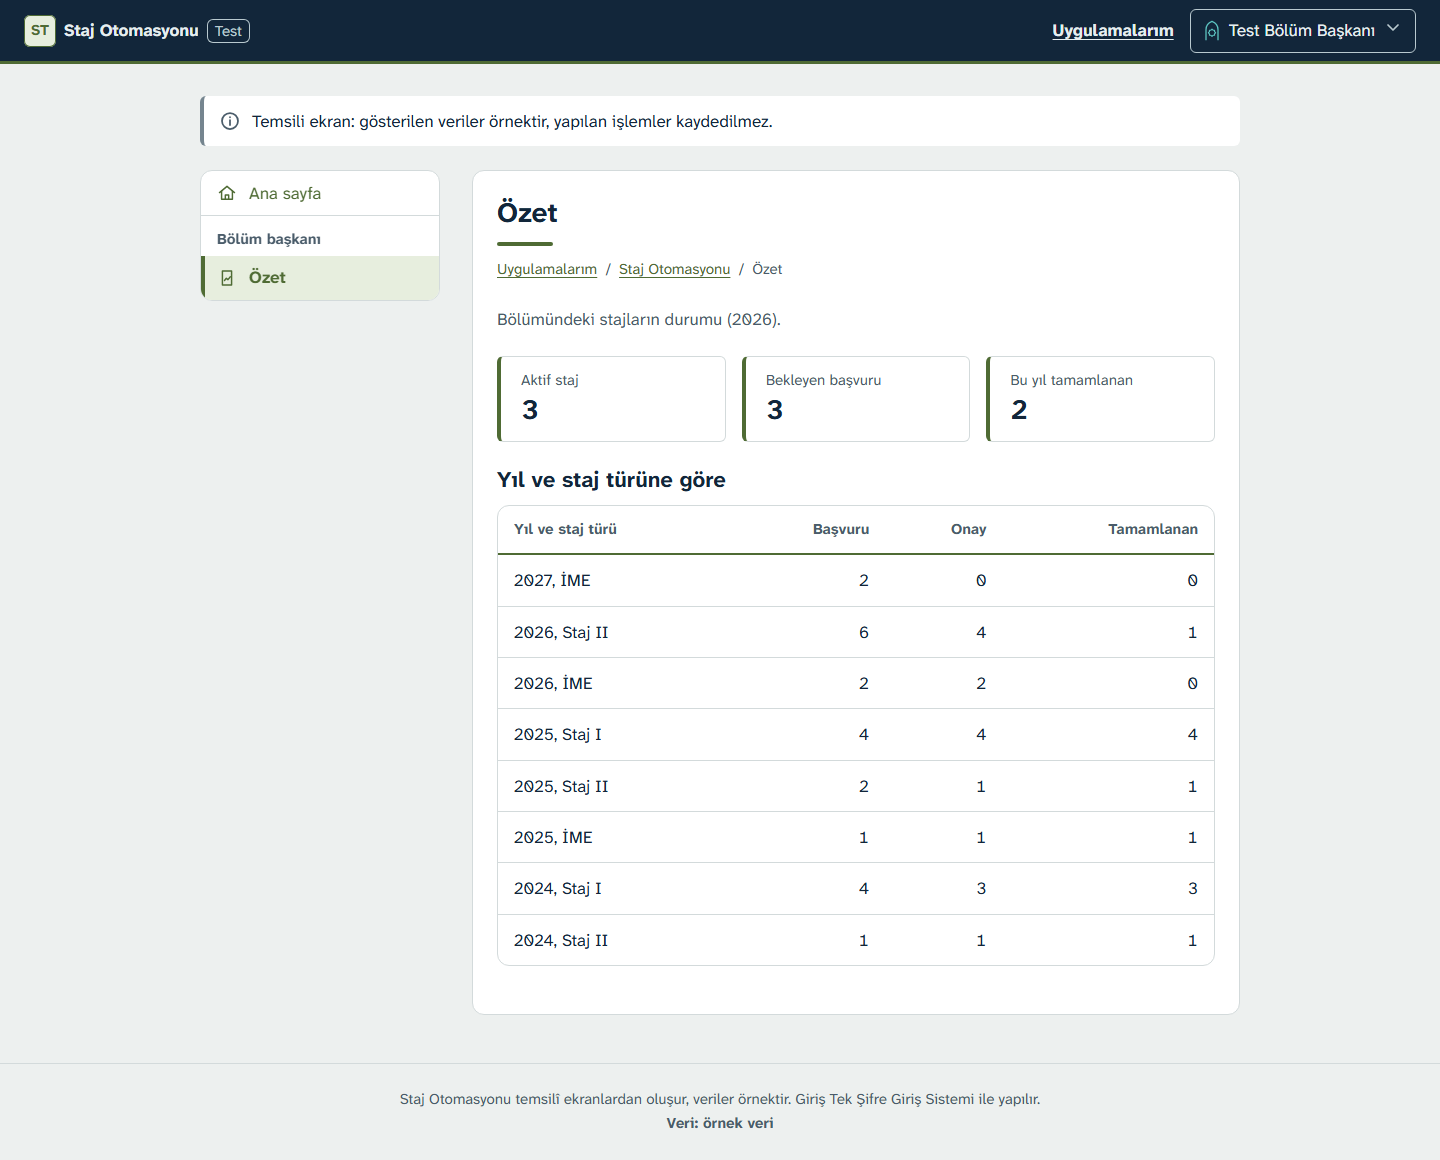 ST Staj Otomasyonu Test
Uygulamalarım
Test Bölüm Başkanı
Temsili ekran: gösterilen veriler örnektir, yapılan işlemler kaydedilmez.
Ana sayfa
Bölüm başkanı
Özet
Özet
Uygulamalarım / Staj Otomasyonu / Özet
Bölümündeki stajların durumu (2026).
Aktif staj
3
Bekleyen başvuru
3
Bu yıl tamamlanan
2
Yıl ve staj türüne göre
Yıl ve staj türü Başvuru Onay Tamamlanan
2027, İME 2 0 0
2026, Staj II 6 4 1
2026, İME 2 2 0
2025, Staj I 4 4 4
2025, Staj II 2 1 1
2025, İME 1 1 1
2024, Staj I 4 3 3
2024, Staj II 1 1 1
Staj Otomasyonu temsilî ekranlardan oluşur, veriler örnektir. Giriş Tek Şifre Giriş Sistemi ile yapılır.
Veri: örnek veri